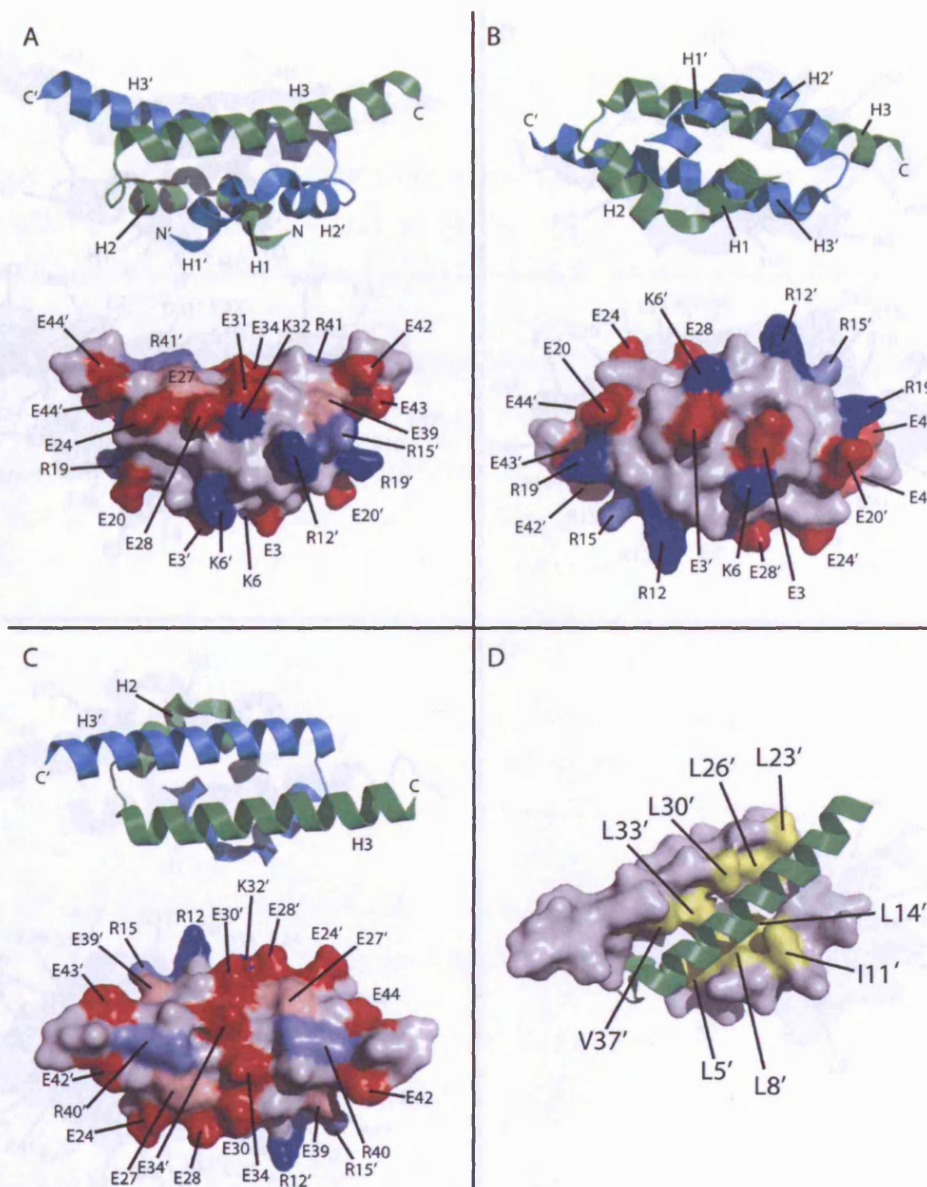 A
H3'
H3
C'
C
H2
N'
N
H2'
H1'
H1
E31
E34
K32
R41
E42
E44'
R41'
E27
E44'
E43
E24
E39
R15'
R19
R19'
E20
E20'
E28
R12'
E3'
E3
K6'
K6
B
H1'
H2'
C'
H3
C
H2
H1
H3'
R12'
K6'
E28
R15'
E24
E20
R19
E44'
E43'
R19
E42'
E20'
R15
E3'
K6
E28'
E24'
R12
E3
C
H2
H3'
C'
C
H3
K32'
R12
E30'
E28'
E39'
R15
E24'
E27'
E43'
E44
E42'
E42
R40'
E24
E30
E39
R40
E34'
R15'
E27
E28
E34
R12'
D
L23'
L26'
L30'
L33'
L14'
I11'
V37'
L5'
L8'